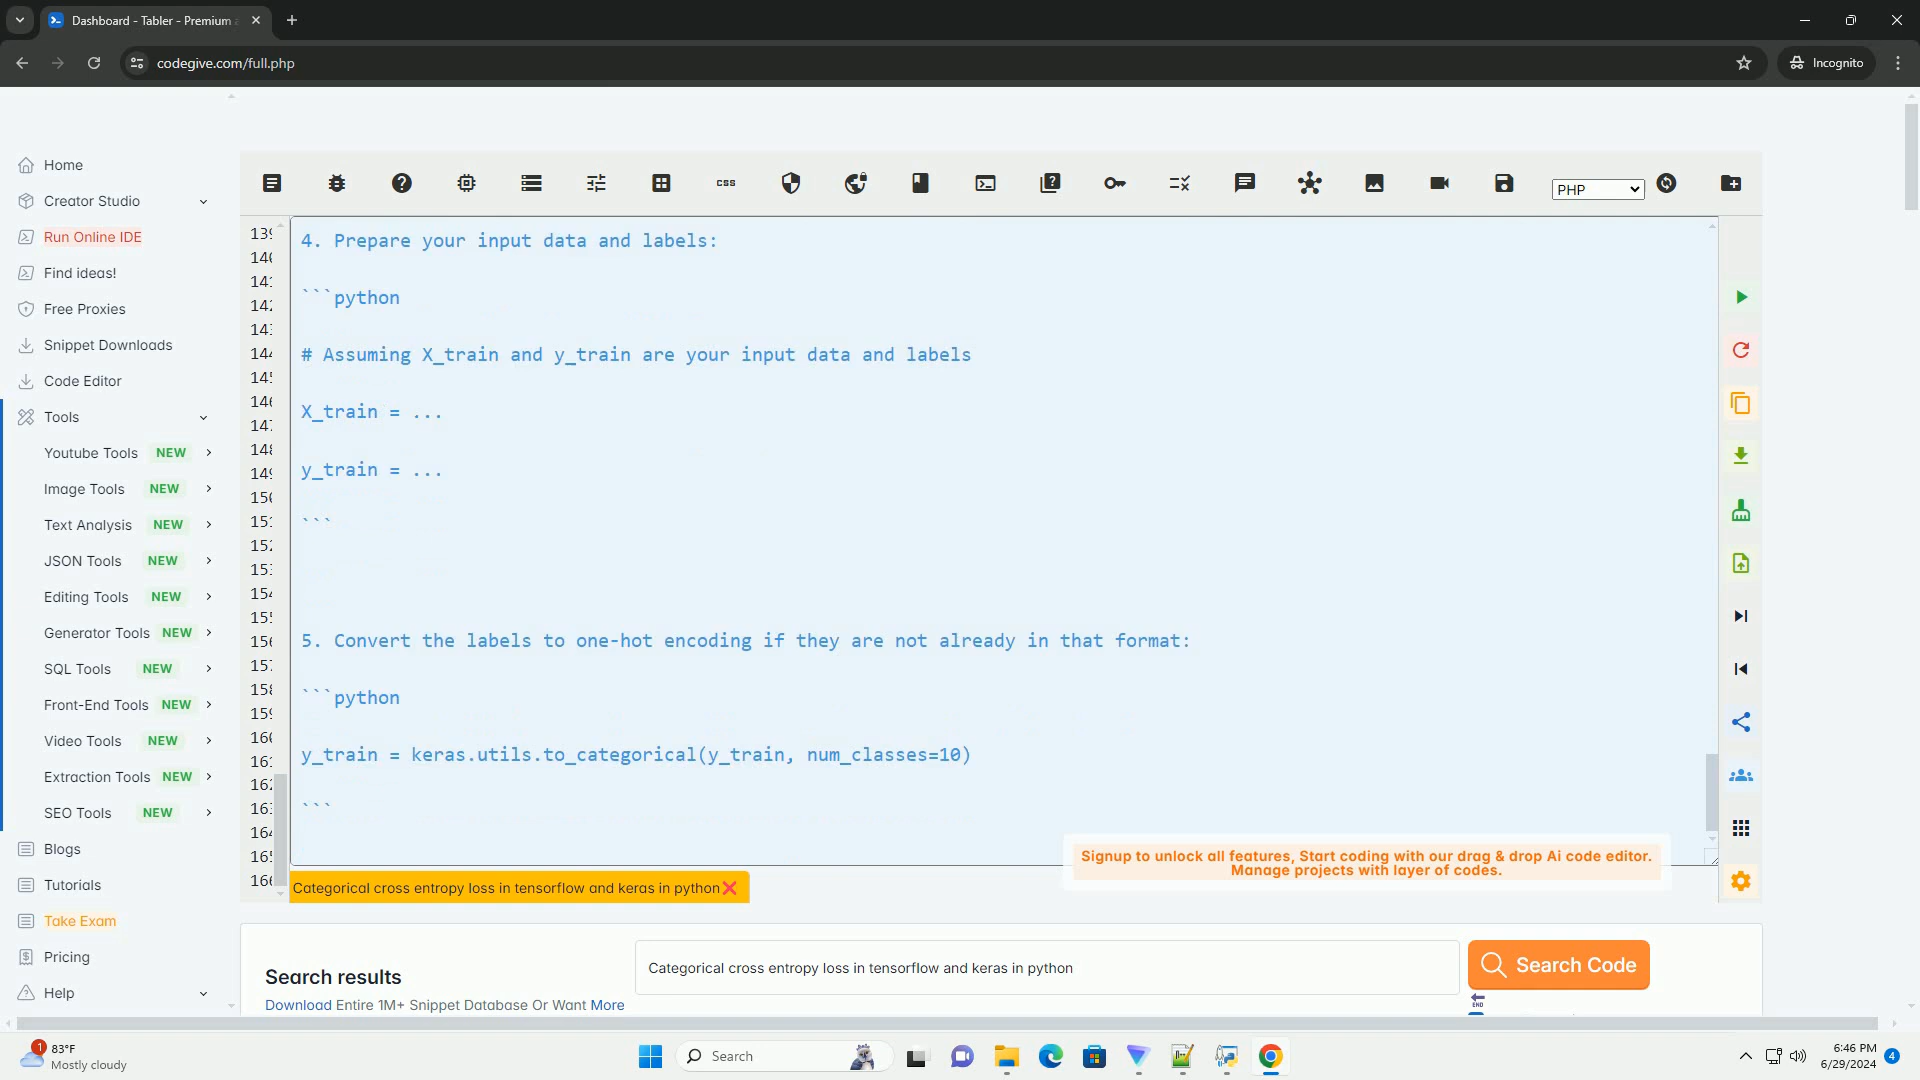 Dashboard - Tabler - Premium
codegive.com/full.php
Incognito
Home
Creator Studio
Run Online IDE
Find ideas!
Free Proxies
Snippet Downloads
Code Editor
Tools
Youtube Tools NEW
Image Tools NEW
Text Analysis NEW
JSON Tools NEW
Editing Tools NEW
Generator Tools NEW
SQL Tools NEW
Front-End Tools NEW
Video Tools NEW
Extraction Tools NEW
SEO Tools NEW
Blogs
Tutorials
Take Exam
Pricing
Help
css
PHP
4. Prepare your input data and labels:
```python
# Assuming X_train and y_train are your input data and labels
X_train = ...
y_train = ...
```
5. Convert the labels to one-hot encoding if they are not already in that format:
```python
y_train = keras.utils.to_categorical(y_train, num_classes=10)
```
Signup to unlock all features, Start coding with our drag & drop Ai code editor.
Manage projects with layer of codes.
Categorical cross entropy loss in tensorflow and keras in python❌
Search results
Download Entire 1M+ Snippet Database Or Want More
Categorical cross entropy loss in tensorflow and keras in python
Search Code
END
1
83°F
Mostly cloudy
Search
6:46 PM
6/29/2024
4